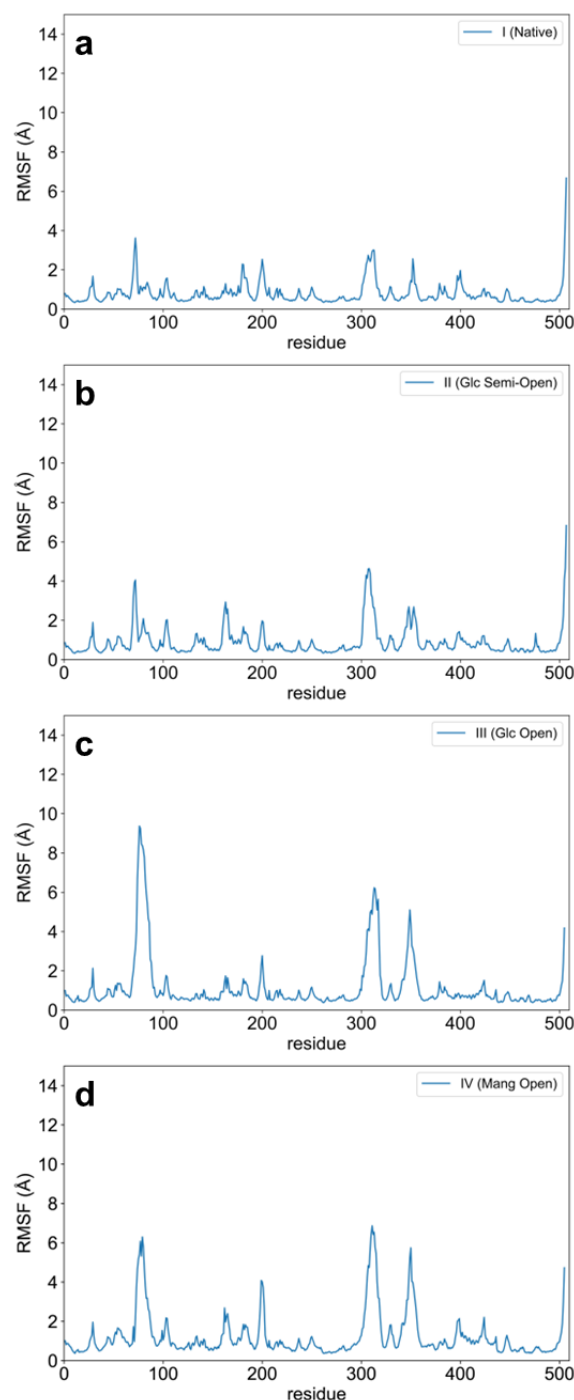 a
I (Native)
RMSF (Å)
14
12
10
8
6
4
2
0
0 100 200 300 400 500
residue
b
II (Glc Semi-Open)
RMSF (Å)
14
12
10
8
6
4
2
0
0 100 200 300 400 500
residue
c
III (Glc Open)
RMSF (Å)
14
12
10
8
6
4
2
0
0 100 200 300 400 500
residue
d
IV (Mang Open)
RMSF (Å)
14
12
10
8
6
4
2
0
0 100 200 300 400 500
residue